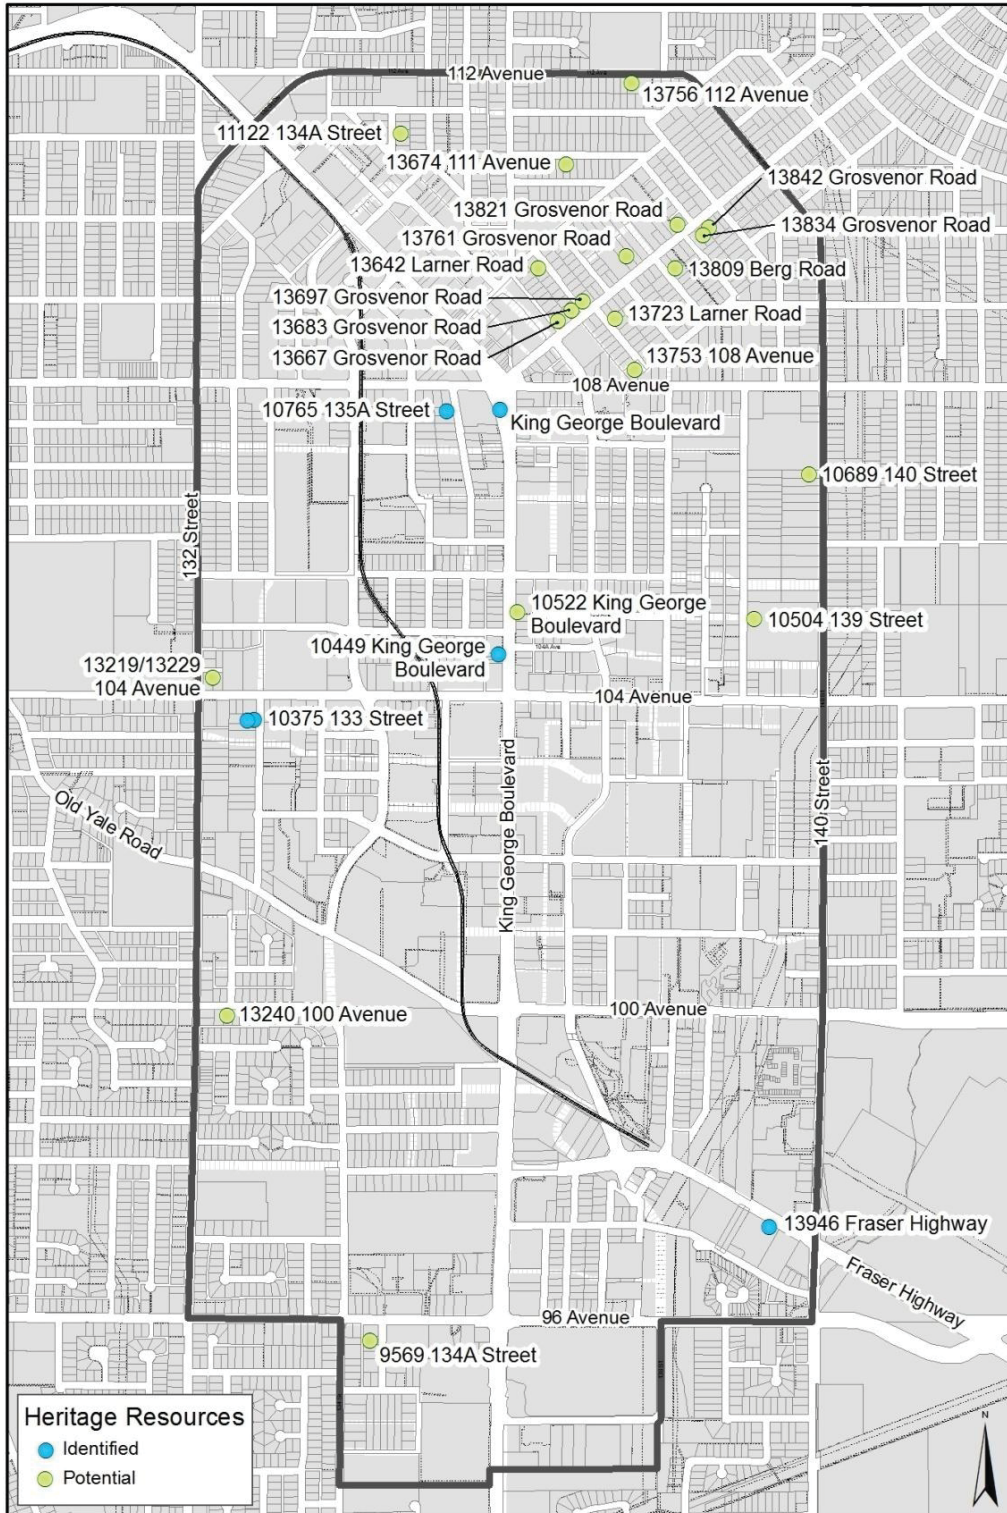 112 Avenue
13756 112 Avenue
11122 134A Street
13674 111 Avenue
13842 Grosvenor Road
13821 Grosvenor Road
13834 Grosvenor Road
13761 Grosvenor Road
13642 Larner Road
13809 Berg Road
13697 Grosvenor Road
13683 Grosvenor Road
13723 Larner Road
13667 Grosvenor Road
13753 108 Avenue
108 Avenue
10765 135A Street
King George Boulevard
10689 140 Street
132 Street
10522 King George
Boulevard
10504 139 Street
10449 King George
Boulevard
104A Ave
13219/13229
104 Avenue
104 Avenue
10375 133 Street
King George Boulevard
140 Street
Old Yale Road
13240 100 Avenue
100 Avenue
13946 Fraser Highway
Fraser Highway
96 Avenue
9569 134A Street
Heritage Resources
Identified
Potential
N